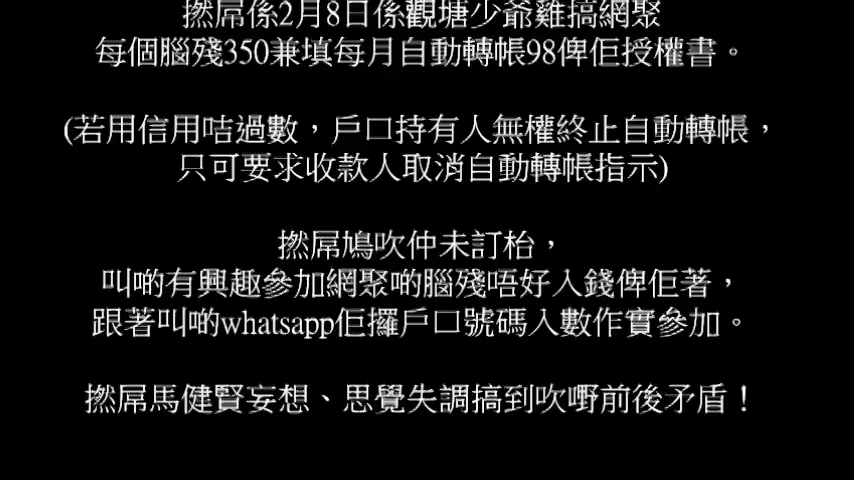 撚屌係2月8日係觀塘少爺雞搞網聚
每個腦殘350兼填每月自動轉帳98俾佢授權書。
(若用信用咭過數，戶口持有人無權終止自動轉帳，
只可要求收款人取消自動轉帳指示)
撚屌鳩吹仲未訂枱，
叫啲有興趣參加網聚啲腦殘唔好入錢俾佢著，
跟著叫啲whatsapp佢攞戶口號碼入數作實參加。
撚屌馬健賢妄想、思覺失調搞到吹嘢前後矛盾！